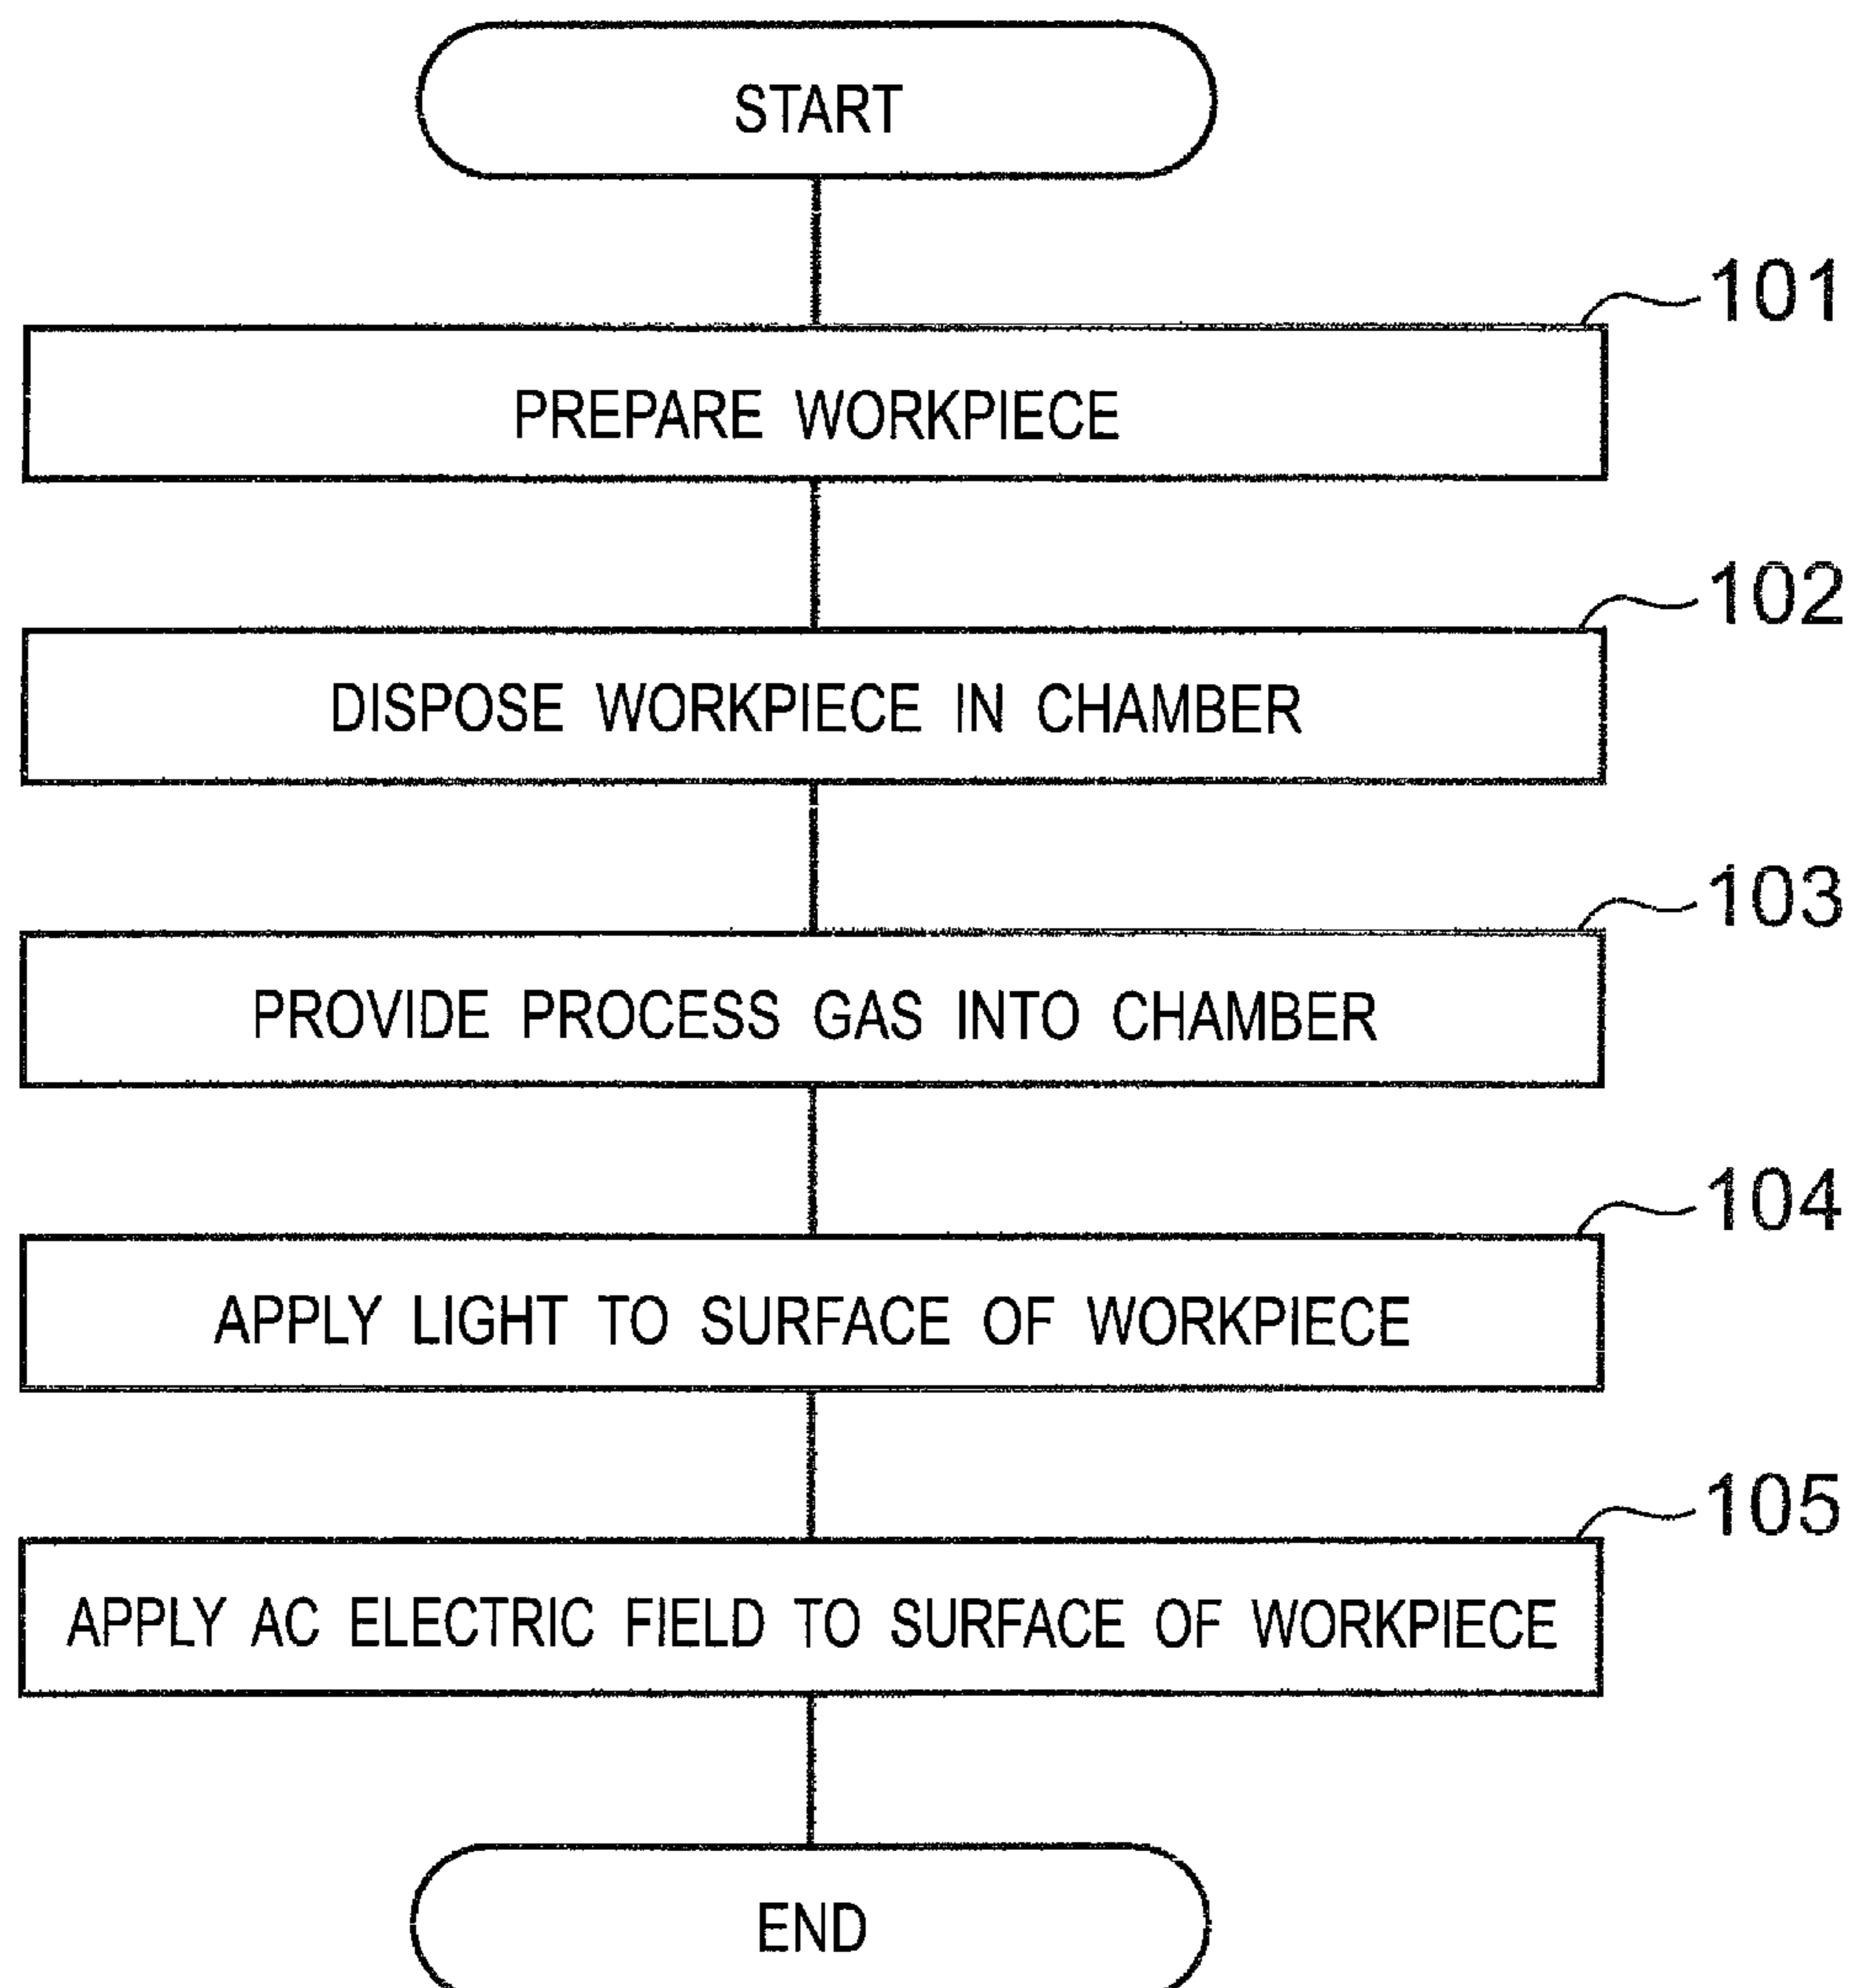 START
101
PREPARE WORKPIECE
102
DISPOSE WORKPIECE IN CHAMBER
103
PROVIDE PROCESS GAS INTO CHAMBER
104
APPLY LIGHT TO SURFACE OF WORKPIECE
105
APPLY AC ELECTRIC FIELD TO SURFACE OF WORKPIECE
END